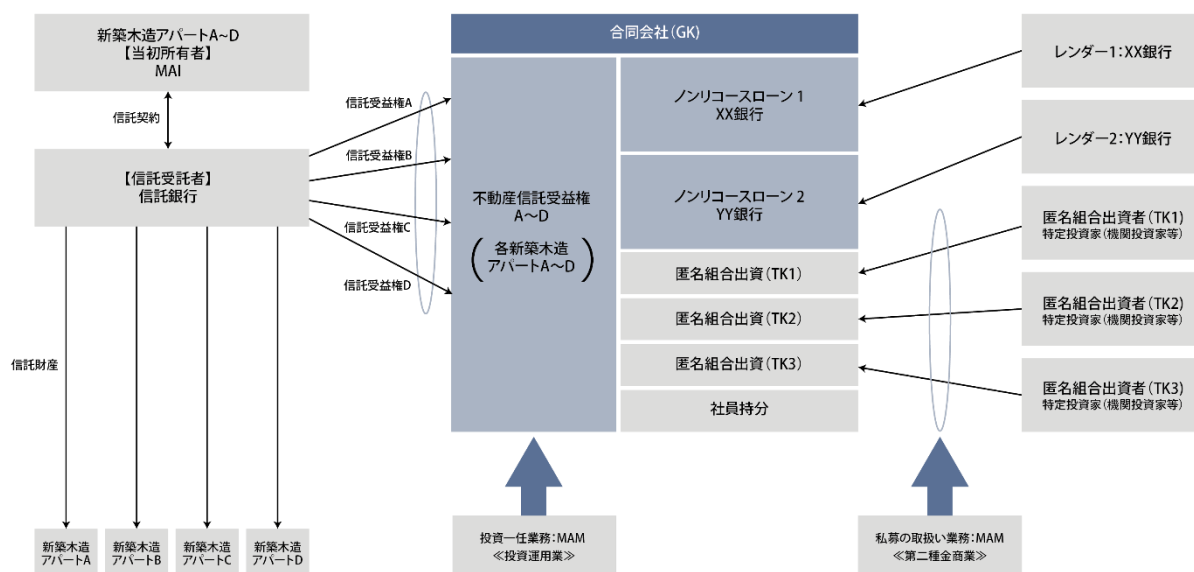 新築木造アパートA~D
【当初所有者】
MAI
信託契約
【信託受託者】
信託銀行
信託財産
新築木造
アパートA
新築木造
アパートB
新築木造
アパートC
新築木造
アパートD
信託受益権A
信託受益権B
信託受益権C
信託受益権D
合同会社(GK)
不動産信託受益権
A~D
(各新築木造
アパートA~D)
ノンリコースローン 1
XX銀行
ノンリコースローン 2
YY銀行
匿名組合出資(TK1)
匿名組合出資(TK2)
匿名組合出資(TK3)
社員持分
レンダー1:XX銀行
レンダー2:YY銀行
匿名組合出資者(TK1)
特定投資家(機関投資家等)
匿名組合出資者(TK2)
特定投資家(機関投資家等)
匿名組合出資者(TK3)
特定投資家(機関投資家等)
投資一任業務:MAM
≪投資運用業≫
私募の取扱い業務:MAM
≪第二種金商業≫